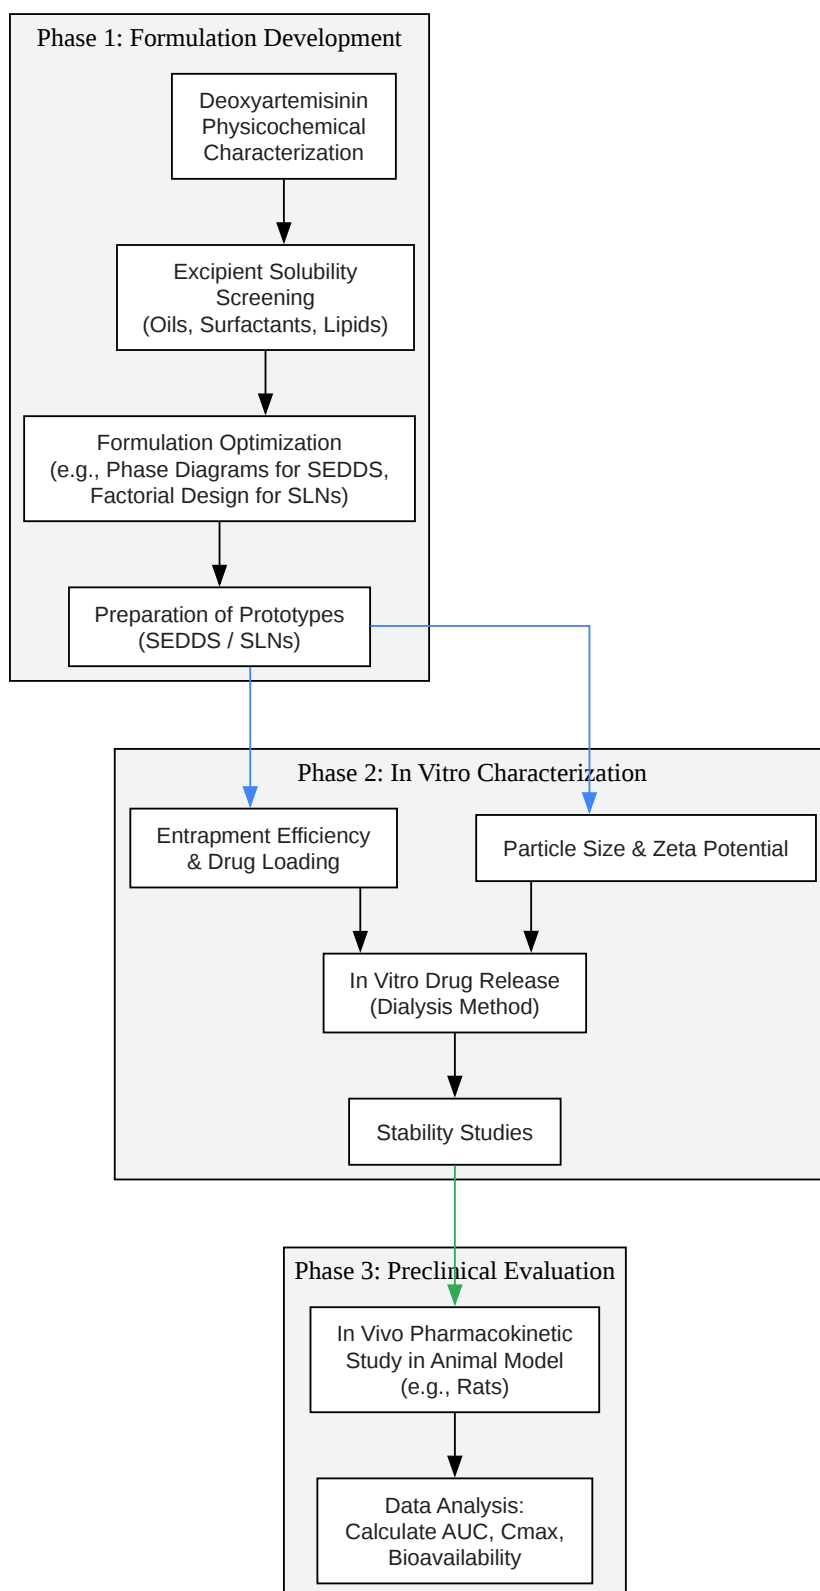 Phase 1: Formulation Development
Deoxyartemisinin
Physicochemical
Characterization
Excipient Solubility
Screening
(Oils, Surfactants, Lipids)
Formulation Optimization
(e.g., Phase Diagrams for SEDDS,
Factorial Design for SLNs)
Preparation of Prototypes
(SEDDS / SLNs)
Phase 2: In Vitro Characterization
Entrapment Efficiency
& Drug Loading
Particle Size & Zeta Potential
In Vitro Drug Release
(Dialysis Method)
Stability Studies
Phase 3: Preclinical Evaluation
In Vivo Pharmacokinetic
Study in Animal Model
(e.g., Rats)
Data Analysis:
Calculate AUC, Cmax,
Bioavailability